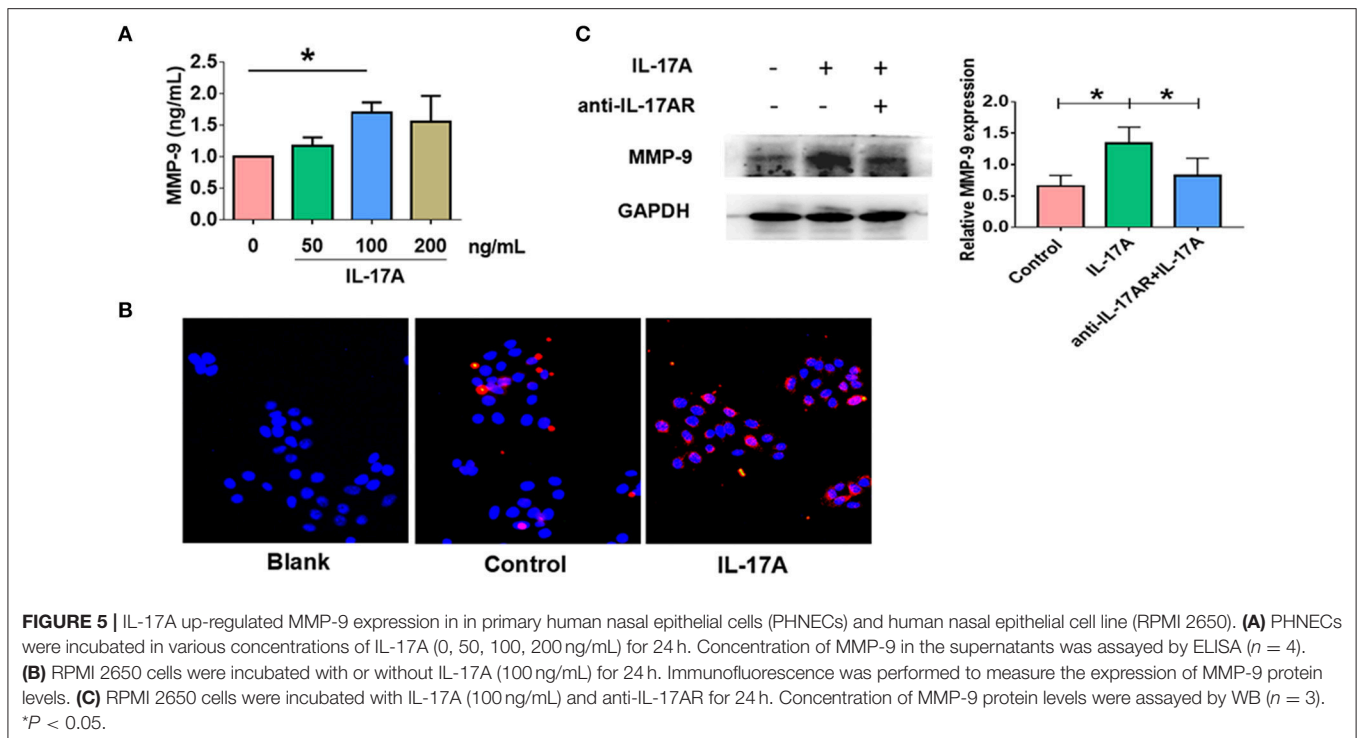 A
*
MMP-9 (ng/mL)
2.5
2.0
1.5
1.0
0.5
0.0
0 50 100 200 ng/mL
IL-17A
C
IL-17A - + +
anti-IL-17AR - - +
MMP-9
GAPDH
* *
Relative MMP-9 expression
2.0
1.5
1.0
0.5
0.0
Control IL-17A anti-IL-17AR+IL-17A
B
Blank Control IL-17A
FIGURE 5 | IL-17A up-regulated MMP-9 expression in in primary human nasal epithelial cells (PHNECs) and human nasal epithelial cell line (RPMI 2650). (A) PHNECs
were incubated in various concentrations of IL-17A (0, 50, 100, 200 ng/mL) for 24 h. Concentration of MMP-9 in the supernatants was assayed by ELISA (n = 4).
(B) RPMI 2650 cells were incubated with or without IL-17A (100 ng/mL) for 24 h. Immunofluorescence was performed to measure the expression of MMP-9 protein
levels. (C) RPMI 2650 cells were incubated with IL-17A (100 ng/mL) and anti-IL-17AR for 24 h. Concentration of MMP-9 protein levels were assayed by WB (n = 3).
*P < 0.05.